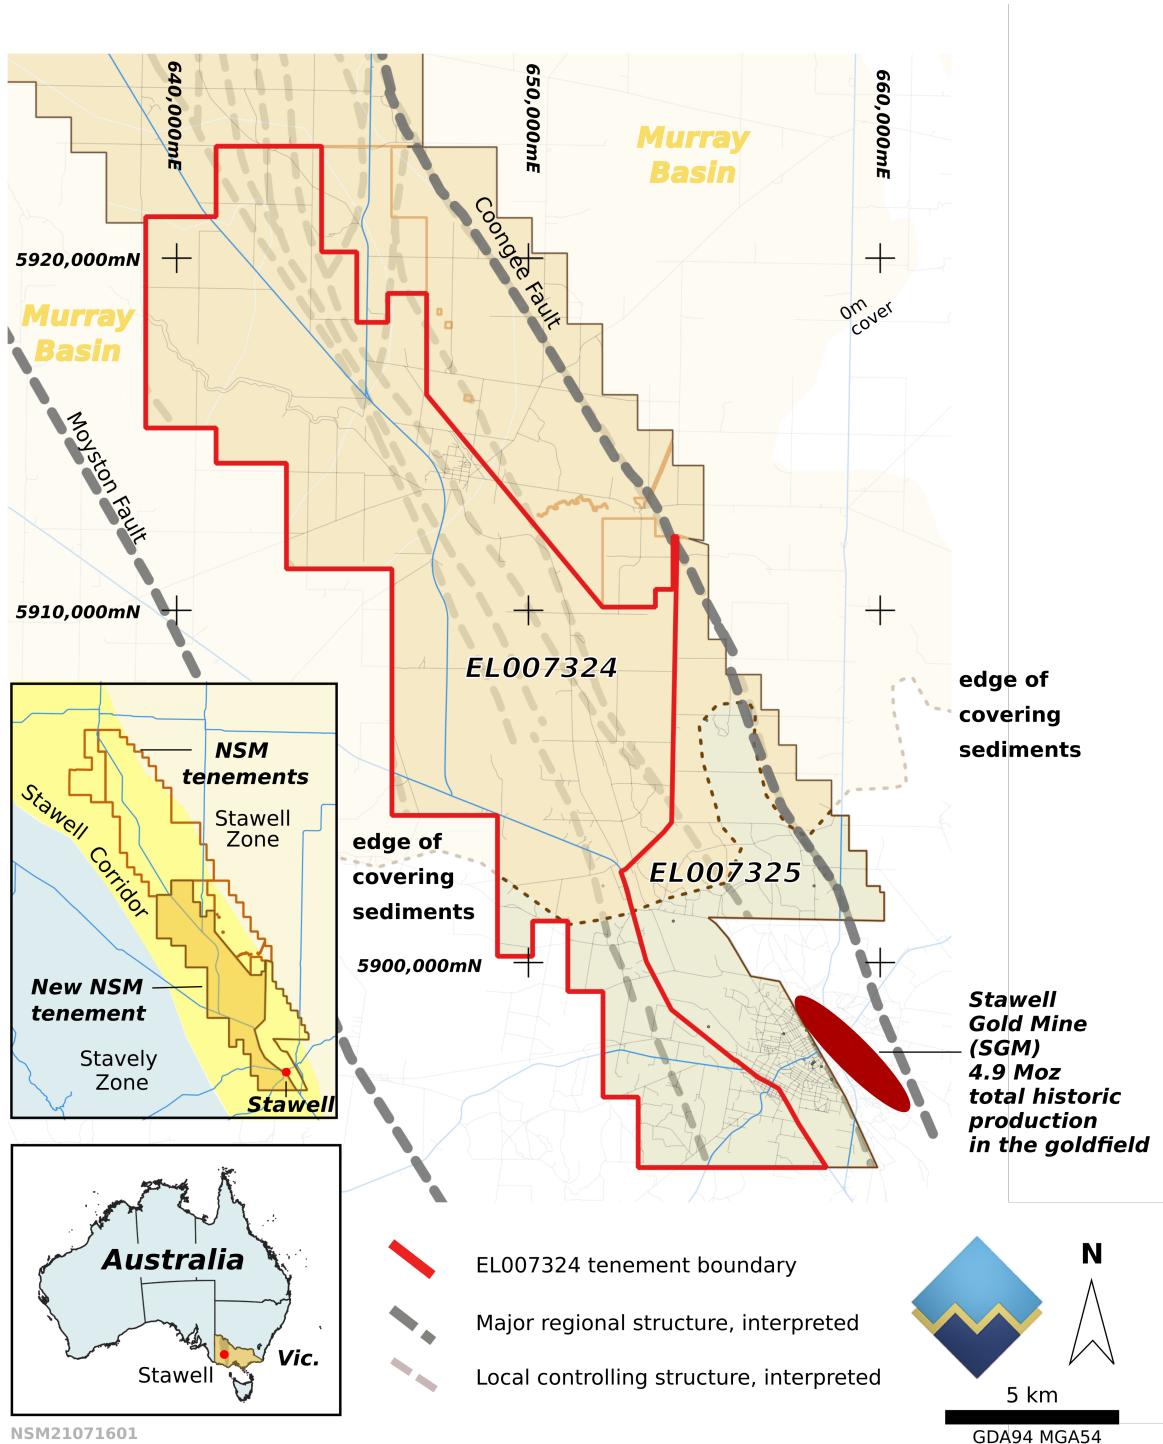 640,000mE
650,000mE
660,000mE
Murray
Basin
Coongee Fault
5920,000mN
0m
cover
Murray
Basin
Moyston Fault
5910,000mN
EL007324
edge of
covering
sediments
NSM
tenements
Stawell
Zone
Stawell
Corridor
edge of
covering
sediments
EL007325
5900,000mN
New NSM
tenement
Stavely
Zone
Stawell
Stawell
Gold Mine
(SGM)
4.9 Moz
total historic
production
in the goldfield
Australia
Vic.
Stawell
EL007324 tenement boundary
Major regional structure, interpreted
Local controlling structure, interpreted
N
5 km
GDA94 MGA54
NSM21071601